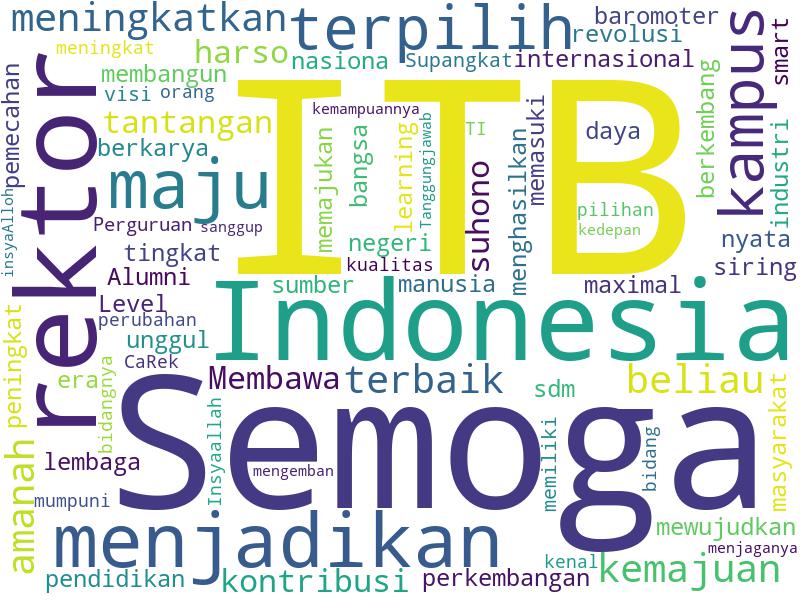 meningkatkan
terpilih
baromoter
revolusi
meningkat
harso
nasiona
Supangkat
internasional
smart
membangun
visi
orang
ITB
kemampuannya
kampus
rektor
pemecahan
tantangan
berkarya
memajukan
bangsa
learning
Tanggungjawab
TI
suhono
menghasilkan
memasuki
daya
berkembang
industri
maju
insyaAlloh
Perguruan
sanggup
pilihan
kedepan
nyata
tingkat
negeri
kualitas
siring
Alumni
sumber
manusia
maximal
Level
perubahan
unggul
Indonesia
CaRek
peningkat
era
bidangnya
Membawa
terbaik
sdm
beliau
masyarakat
Semoga
amanah
lembaga
Insyaallah
mengemban
memiliki
bidang
mumpuni
menjadikan
mewujudkan
menjaganya
kenal
kemajuan
pendidikan
kontribusi
perkembangan